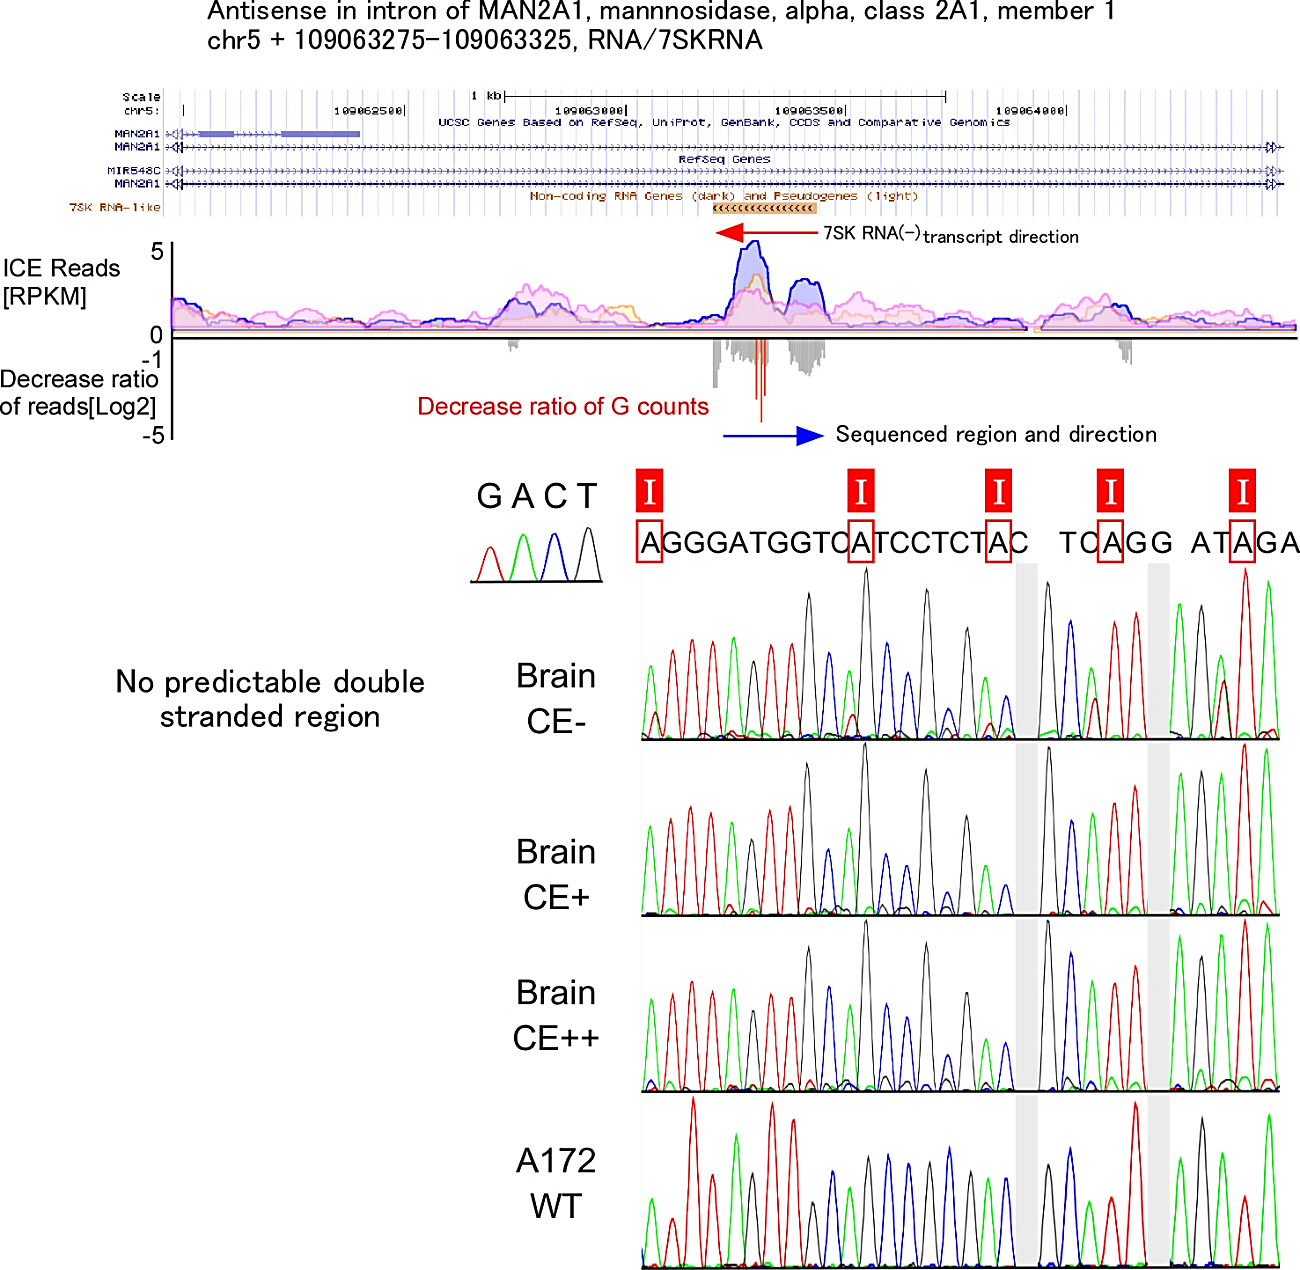 Antisense in intron of MAN2A1, mannnosidase, alpha, class 2A1, member 1
chr5 + 109063275-109063325, RNA/7SKRNA
Scale 1 kb
chr5: 109062500 109063000 109063500 109064000
UCSC Genes Based on RefSeq, UniProt, GenBank, CCDS and Comparative Genomics
MAN2A1
MAN2A1
RefSeq Genes
MIR548C
MAN2A1
Non-coding RNA Genes (dark) and Pseudogenes (light)
7SK RNA-like
7SK RNA(-) transcript direction
5
ICE Reads
[RPKM]
0
-1
Decrease ratio
of reads[Log2]
-5
Decrease ratio of G counts
Sequenced region and direction
I I I I I
G A C T
AGGGATGGTCATCCTCTAC TCAGG ATAGA
No predictable double
stranded region
Brain
CE-
Brain
CE+
Brain
CE++
A172
WT